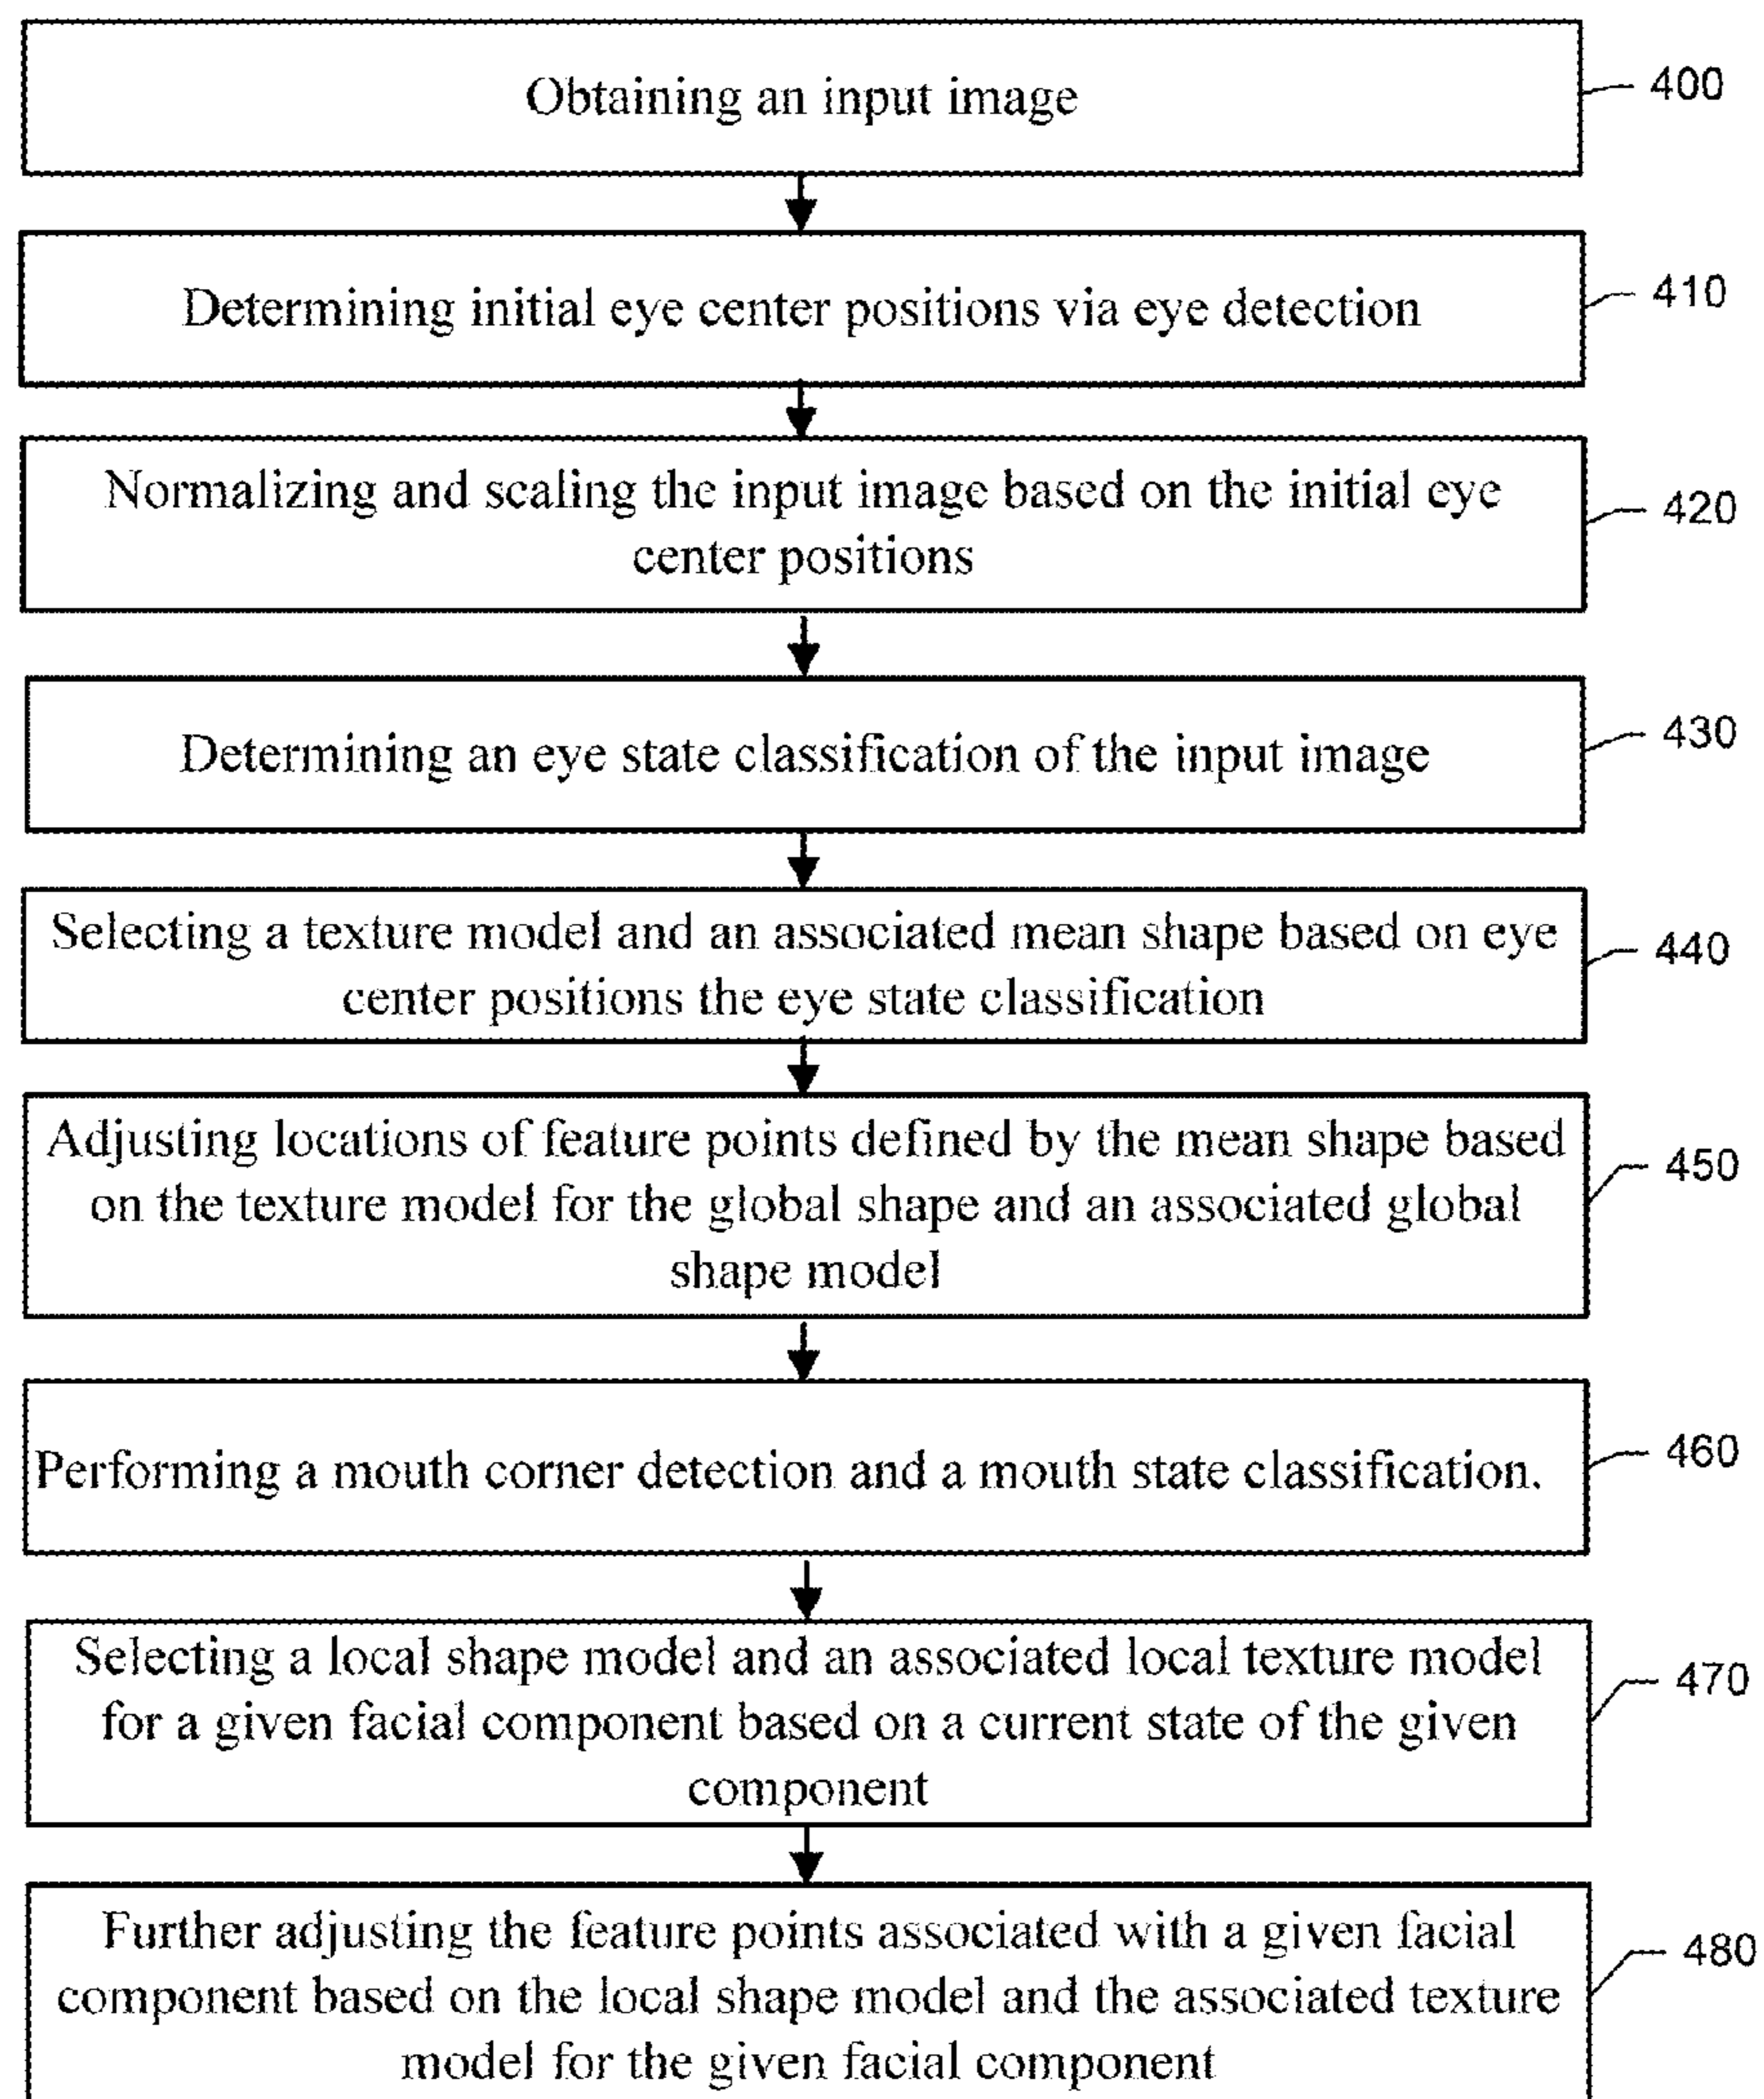 Obtaining an input image
400
Determining initial eye center positions via eye detection
410
Normalizing and scaling the input image based on the initial eye
center positions
420
Determining an eye state classification of the input image
430
Selecting a texture model and an associated mean shape based on eye
center positions the eye state classification
440
Adjusting locations of feature points defined by the mean shape based
on the texture model for the global shape and an associated global
shape model
450
Performing a mouth corner detection and a mouth state classification.
460
Selecting a local shape model and an associated local texture model
for a given facial component based on a current state of the given
component
470
Further adjusting the feature points associated with a given facial
component based on the local shape model and the associated texture
model for the given facial component
480